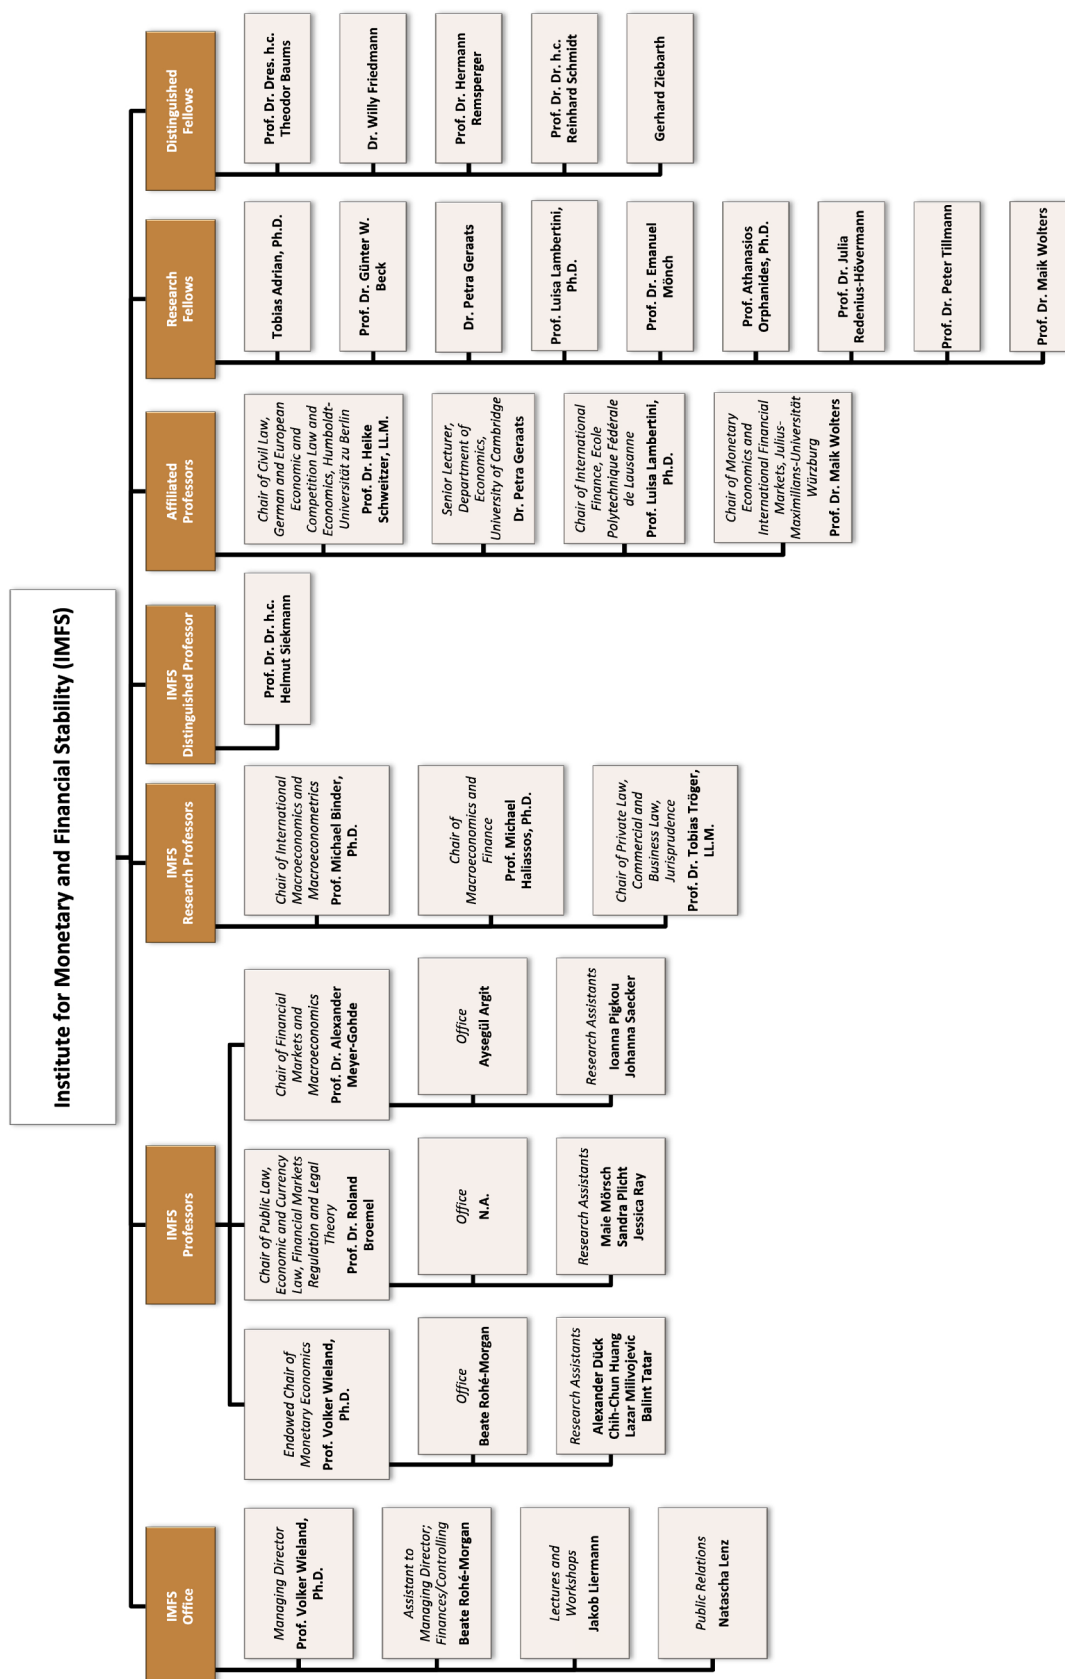 Institute for Monetary and Financial Stability (IMFS)
IMFS
Office
Managing Director
Prof. Volker Wieland,
Ph.D.
Assistant to
Managing Director;
Finances/Controlling
Beate Rohé-Morgan
Lectures and
Workshops
Jakob Liermann
Public Relations
Natascha Lenz
IMFS
Professors
Endowed Chair of
Monetary Economics
Prof. Volker Wieland,
Ph.D.
Office
Beate Rohé-Morgan
Research Assistants
Alexander Dück
Chih-Chun Huang
Lazar Milivojevic
Balint Tatar
Chair of Public Law,
Economic and Currency
Law, Financial Markets
Regulation and Legal
Theory
Prof. Dr. Roland
Broemel
Office
N.A.
Research Assistants
Maie Mörsch
Sandra Plicht
Jessica Ray
Chair of Financial
Markets and
Macroeconomics
Prof. Dr. Alexander
Meyer-Gohde
Office
Aysegül Argit
Research Assistants
Ioanna Pigkou
Johanna Saecker
IMFS
Research Professors
Chair of International
Macroeconomics and
Macroeconometrics
Prof. Michael Binder,
Ph.D.
Chair of
Macroeconomics and
Finance
Prof. Michael
Haliassos, Ph.D.
Chair of Private Law,
Commercial and
Business Law,
Jurisprudence
Prof. Dr. Tobias Tröger,
LL.M.
IMFS
Distinguished Professor
Prof. Dr. Dr. h.c.
Helmut Siekmann
Affiliated
Professors
Chair of Civil Law,
German and European
Economic and
Competition Law and
Economics, Humboldt-
Universität zu Berlin
Prof. Dr. Heike
Schweitzer, LL.M.
Senior Lecturer,
Department of
Economics,
University of Cambridge
Dr. Petra Geraats
Chair of International
Finance, Ecole
Polytechnique Fédérale
de Lausanne
Prof. Luisa Lambertini,
Ph.D.
Chair of Monetary
Economics and
International Financial
Markets, Julius-
Maximilians-Universität
Würzburg
Prof. Dr. Maik Wolters
Research
Fellows
Tobias Adrian, Ph.D.
Prof. Dr. Günter W.
Beck
Dr. Petra Geraats
Prof. Luisa Lambertini,
Ph.D.
Prof. Dr. Emanuel
Mönch
Prof. Athanasios
Orphanides, Ph.D.
Prof. Dr. Julia
Redenius-Hövermann
Prof. Dr. Peter Tillmann
Prof. Dr. Maik Wolters
Distinguished
Fellows
Prof. Dr. Dres. h.c.
Theodor Baums
Dr. Willy Friedmann
Prof. Dr. Hermann
Remsperger
Prof. Dr. Dr. h.c.
Reinhard Schmidt
Gerhard Ziebarth